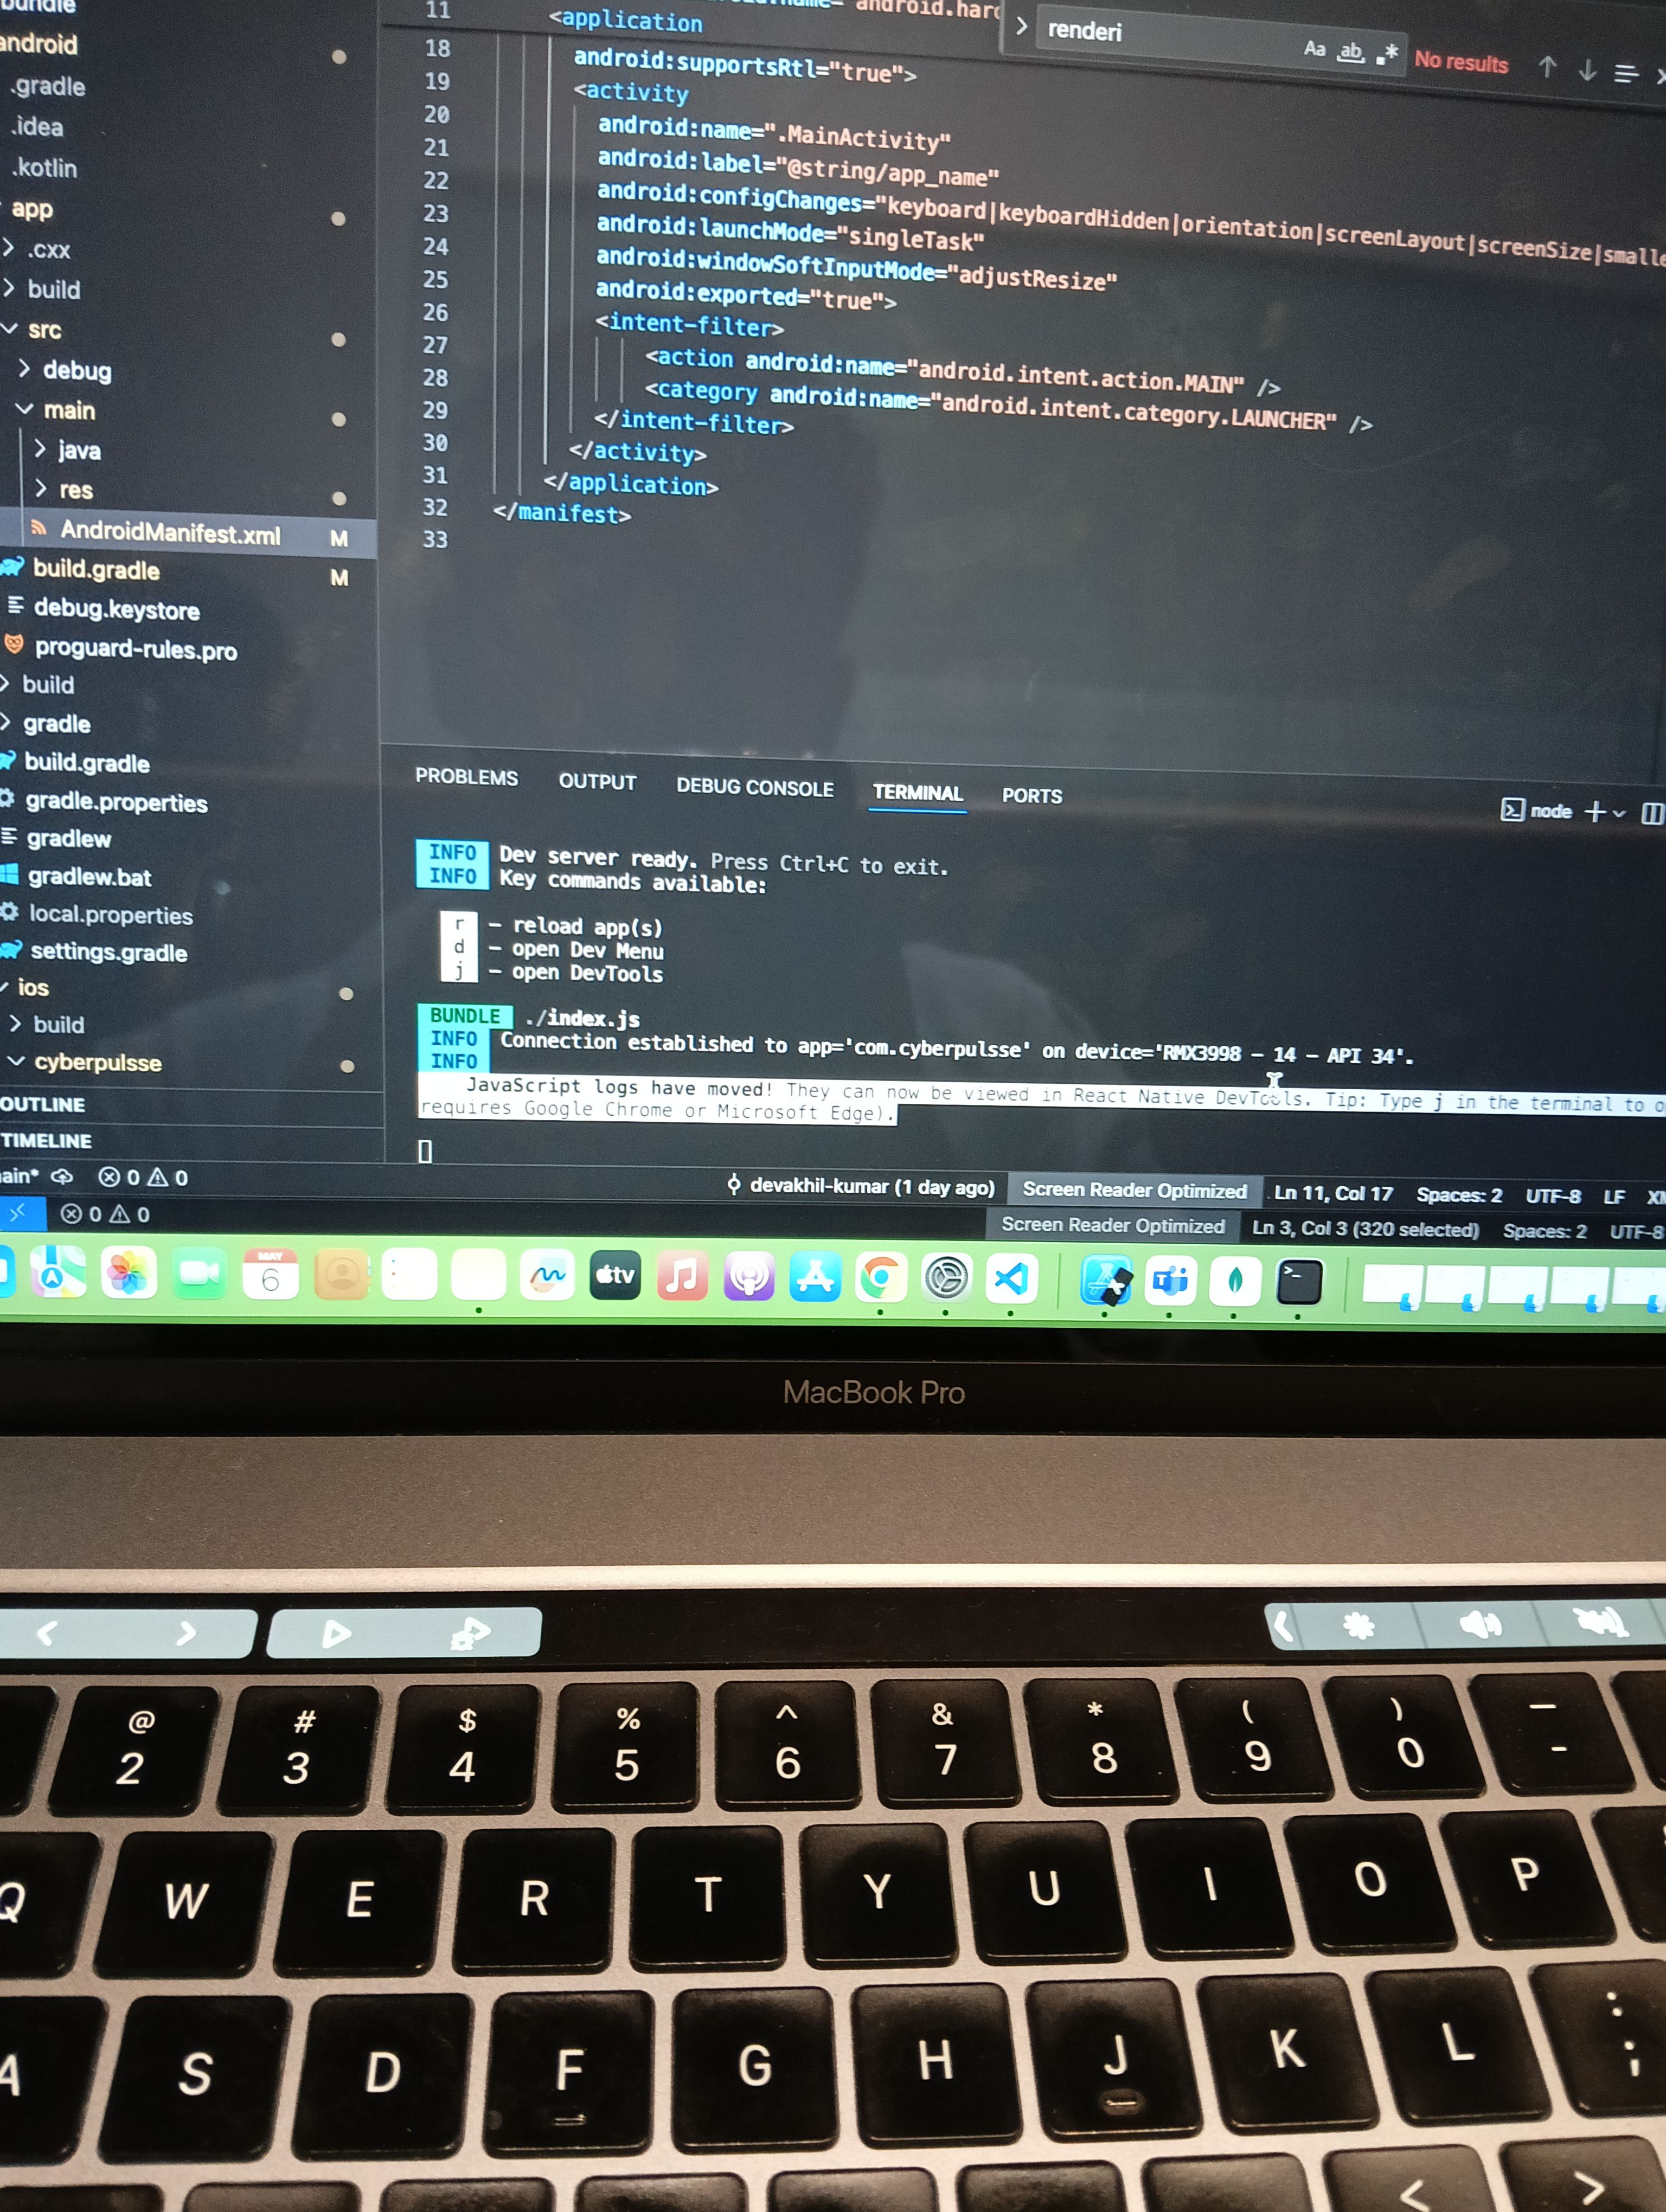 bundle
android
.gradle
.idea
.kotlin
app
.cxx
build
src
debug
main
java
res
AndroidManifest.xml M
build.gradle M
debug.keystore
proguard-rules.pro
build
gradle
build.gradle
gradle.properties
gradlew
gradlew.bat
local.properties
settings.gradle
ios
build
cyberpulsse
OUTLINE
TIMELINE
renderi Aa ab No results
11 <application
18 android:supportsRtl="true">
19 <activity
20 android:name=".MainActivity"
21 android:label="@string/app_name"
22 android:configChanges="keyboard|keyboardHidden|orientation|screenLayout|screenSize|smalle
23 android:launchMode="singleTask"
24 android:windowSoftInputMode="adjustResize"
25 android:exported="true">
26 <intent-filter>
27 <action android:name="android.intent.action.MAIN" />
28 <category android:name="android.intent.category.LAUNCHER" />
29 </intent-filter>
30 </activity>
31 </application>
32 </manifest>
33
PROBLEMS OUTPUT DEBUG CONSOLE TERMINAL PORTS
node
INFO Dev server ready. Press Ctrl+C to exit.
INFO Key commands available:
r – reload app(s)
d – open Dev Menu
j – open DevTools
BUNDLE ./index.js
INFO Connection established to app='com.cyberpulsse' on device='RMX3998 – 14 – API 34'.
INFO
JavaScript logs have moved! They can now be viewed in React Native DevTools. Tip: Type j in the terminal to o
requires Google Chrome or Microsoft Edge).
ain* 0 0 devakhil-kumar (1 day ago) Screen Reader Optimized Ln 11, Col 17 Spaces: 2 UTF-8 LF
0 0 Screen Reader Optimized Ln 3, Col 3 (320 selected) Spaces: 2 UTF-8
MAY
6
tv
MacBook Pro
@ # $ % ^ & * ( ) —
2 3 4 5 6 7 8 9 0 -
Q W E R T Y U I O P
A S D F G H J K L :
;
< >